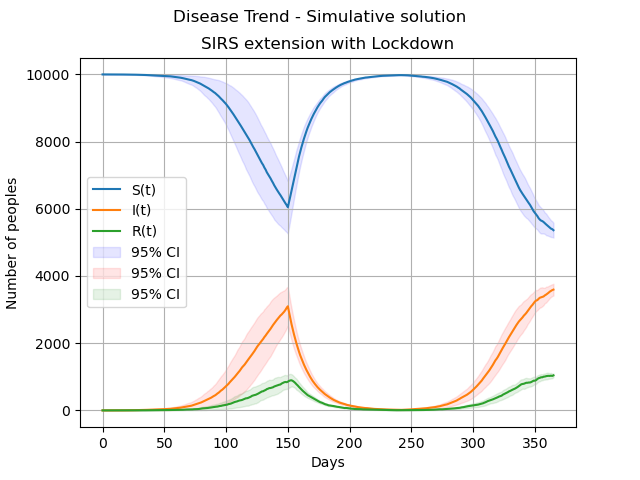 Disease Trend - Simulative solution
SIRS extension with Lockdown
Number of peoples
10000
8000
6000
4000
2000
0
S(t)
I(t)
R(t)
95% CI
95% CI
95% CI
0 50 100 150 200 250 300 350
Days